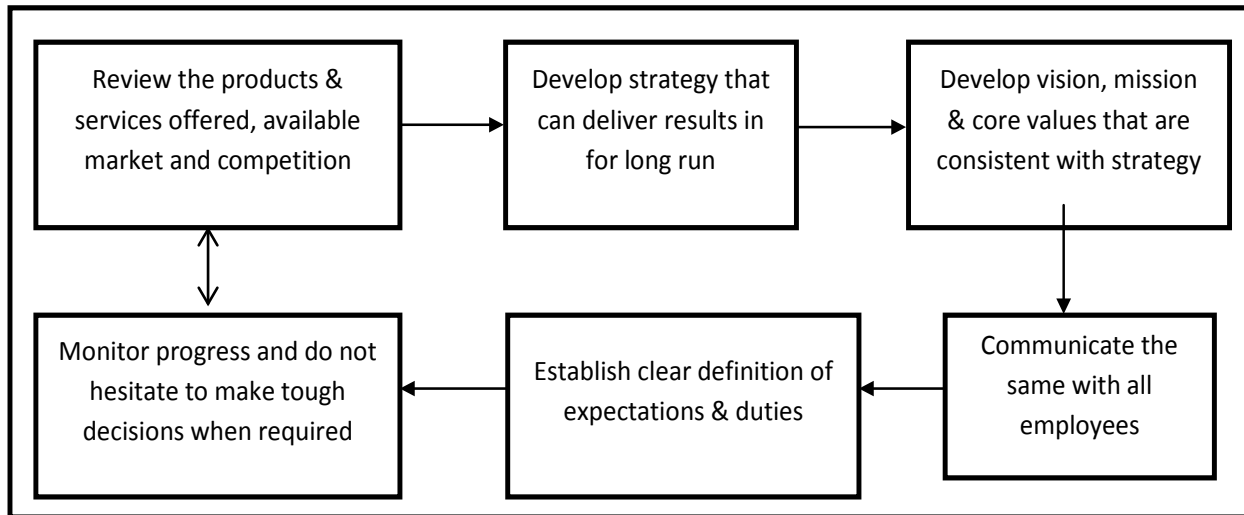 Review the products &
services offered, available
market and competition
Develop strategy that
can deliver results in
for long run
Develop vision, mission
& core values that are
consistent with strategy
Communicate the
same with all
employees
Establish clear definition of
expectations & duties
Monitor progress and do not
hesitate to make tough
decisions when required